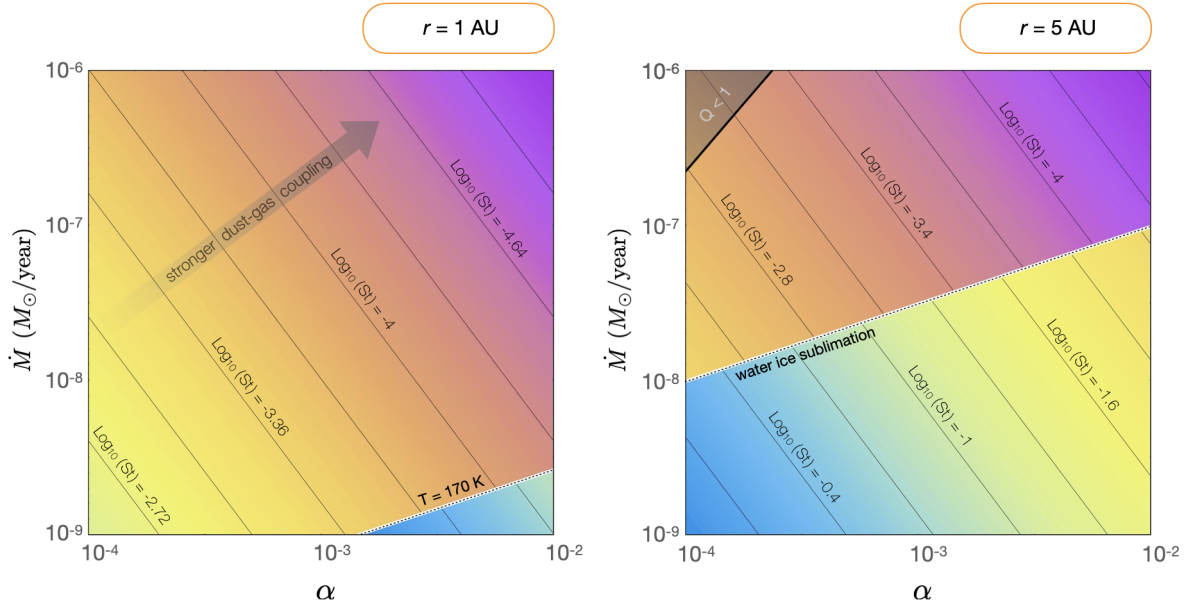 r = 1 AU
r = 5 AU
10⁻⁶
10⁻⁷
10⁻⁸
10⁻⁹
Ṁ (M⊙/year)
stronger dust-gas coupling
Log₁₀ (St) = -4.64
Log₁₀ (St) = -4
Log₁₀ (St) = -3.36
Log₁₀ (St) = -2.72
T = 170 K
10⁻⁴
10⁻³
10⁻²
α
10⁻⁶
10⁻⁷
10⁻⁸
10⁻⁹
Ṁ (M⊙/year)
Q < 1
Log₁₀ (St) = -4
Log₁₀ (St) = -3.4
Log₁₀ (St) = -2.8
water ice sublimation
Log₁₀ (St) = -1.6
Log₁₀ (St) = -1
Log₁₀ (St) = -0.4
10⁻⁴
10⁻³
10⁻²
α